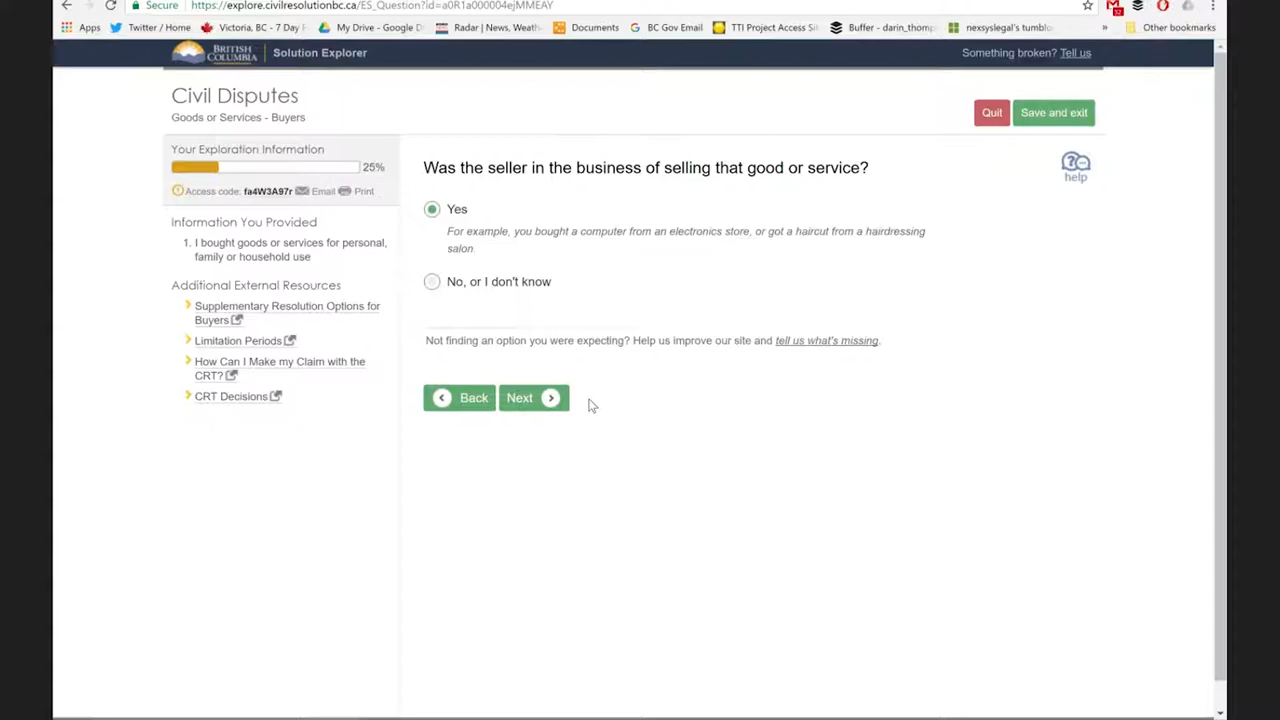 Secure
https://explore.civilresolutionbc.ca/ES_Question?id=a0R1a000004ejMMEAY
Apps
Twitter / Home
Victoria, BC - 7 Day F
My Drive - Google D
Radar | News, Weath
Documents
BC Gov Email
TTI Project Access Sit
Buffer - darin_thomp
nexsyslegal's tumblo
»
Other bookmarks
BRITISH COLUMBIA
Solution Explorer
Something broken? Tell us
Civil Disputes
Goods or Services - Buyers
Quit
Save and exit
Your Exploration Information
25%
Access code: fa4W3A97r
Email
Print
Information You Provided
1. I bought goods or services for personal,
family or household use
Additional External Resources
Supplementary Resolution Options for
Buyers
Limitation Periods
How Can I Make my Claim with the
CRT?
CRT Decisions
Was the seller in the business of selling that good or service?
help
Yes
For example, you bought a computer from an electronics store, or got a haircut from a hairdressing
salon.
No, or I don't know
Not finding an option you were expecting? Help us improve our site and tell us what's missing.
Back
Next